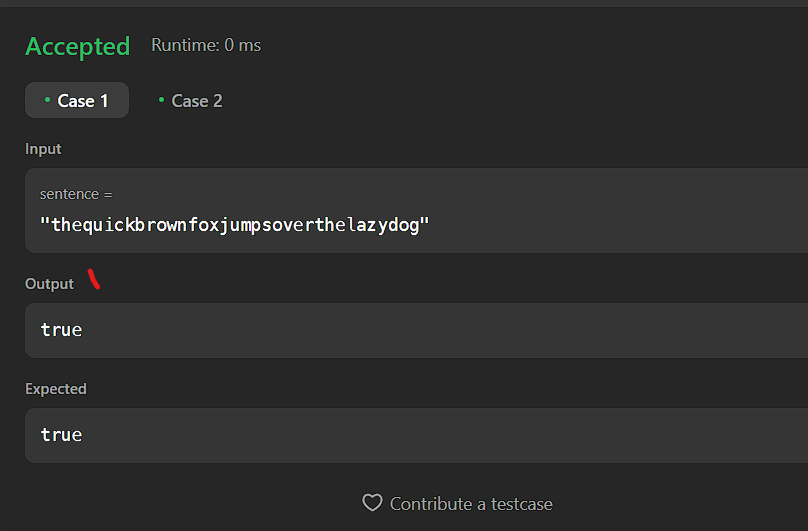 Accepted Runtime: 0 ms
Case 1 Case 2
Input
sentence =
"thequickbrownfoxjumpsoverthelazydog"
Output
true
Expected
true
Contribute a testcase